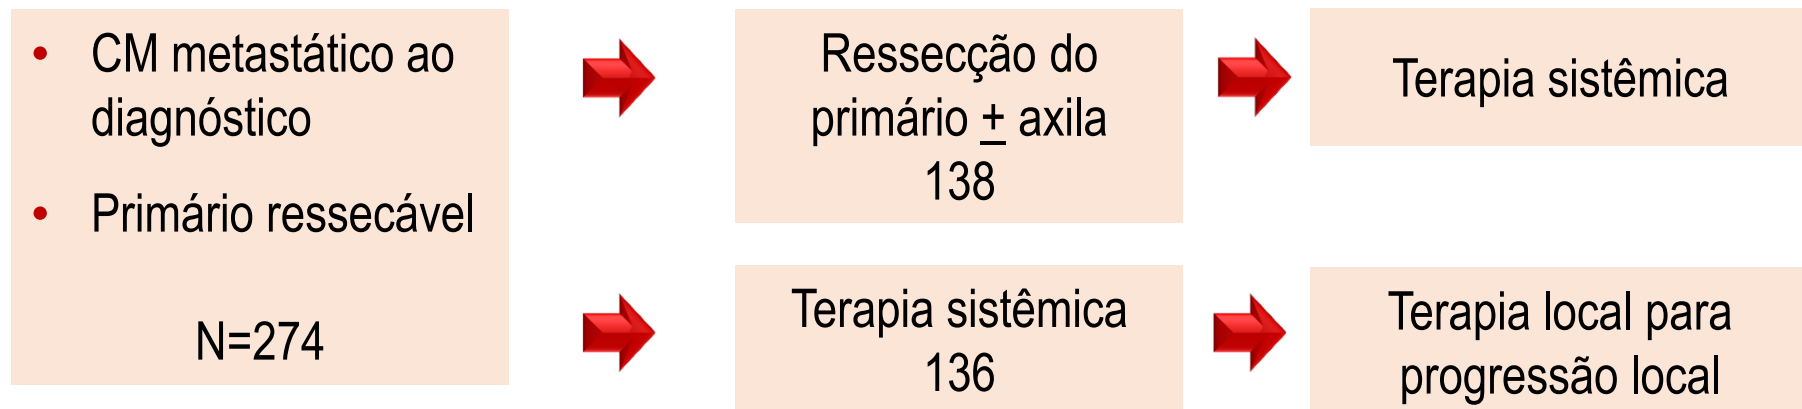 • CM metastático ao
diagnóstico
• Primário ressecável
N=274
Ressecção do
primário + axila
138
Terapia sistêmica
Terapia sistêmica
136
Terapia local para
progressão local